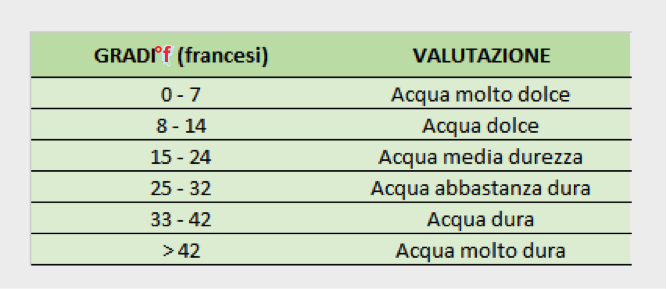 GRADI°f (francesi) VALUTAZIONE
0 - 7 Acqua molto dolce
8 - 14 Acqua dolce
15 - 24 Acqua media durezza
25 - 32 Acqua abbastanza dura
33 - 42 Acqua dura
> 42 Acqua molto dura